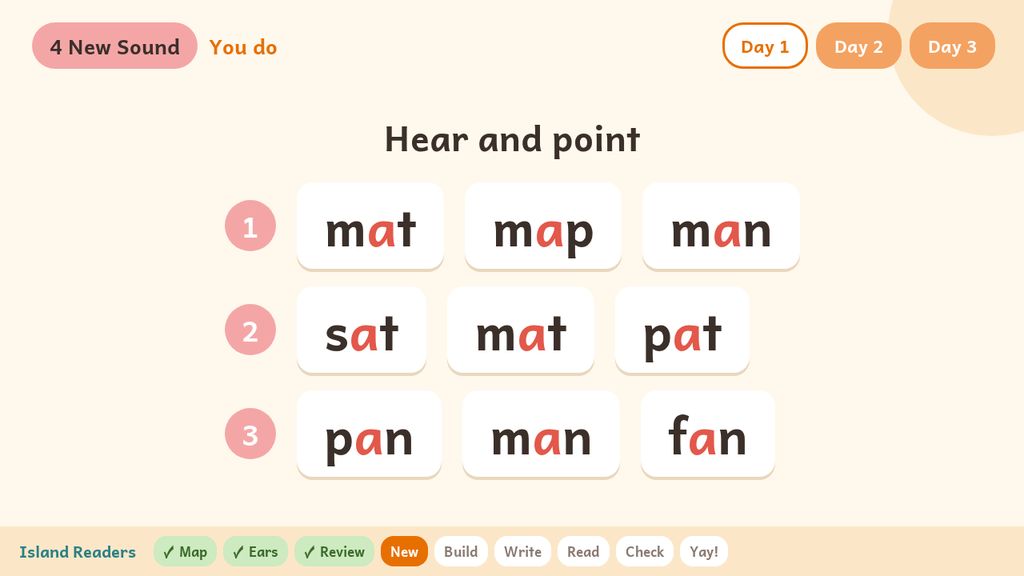 4 New Sound You do Day 1 Day 2 Day 3
Hear and point
1 mat map man
2 sat mat pat
3 pan man fan
Island Readers ✓ Map ✓ Ears ✓ Review New Build Write Read Check Yay!